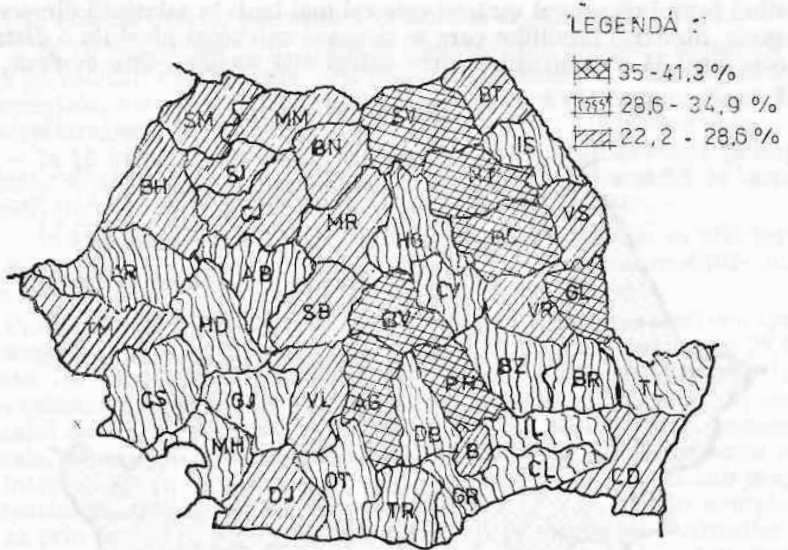 LEGENDĂ :
35-41,3 %
28,6 - 34,9 %
22,2 - 28,6 %
BT
SM MM SV
BN IS
SJ NT
BH CJ MR VS
HG BC
AR AB
CV GL
TM HD SB BV VR
BZ BR TL
CS GJ VL AG PH
DB IL
MH B
OT CL CD
DJ TR GR